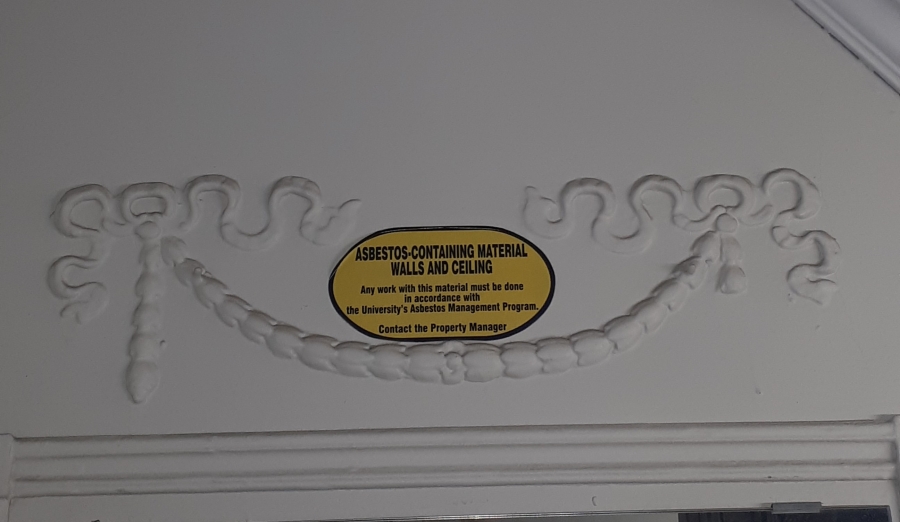 ASBESTOS-CONTAINING MATERIAL
WALLS AND CEILING
Any work with this material must be done
in accordance with
the University's Asbestos Management Program.
Contact the Property Manager